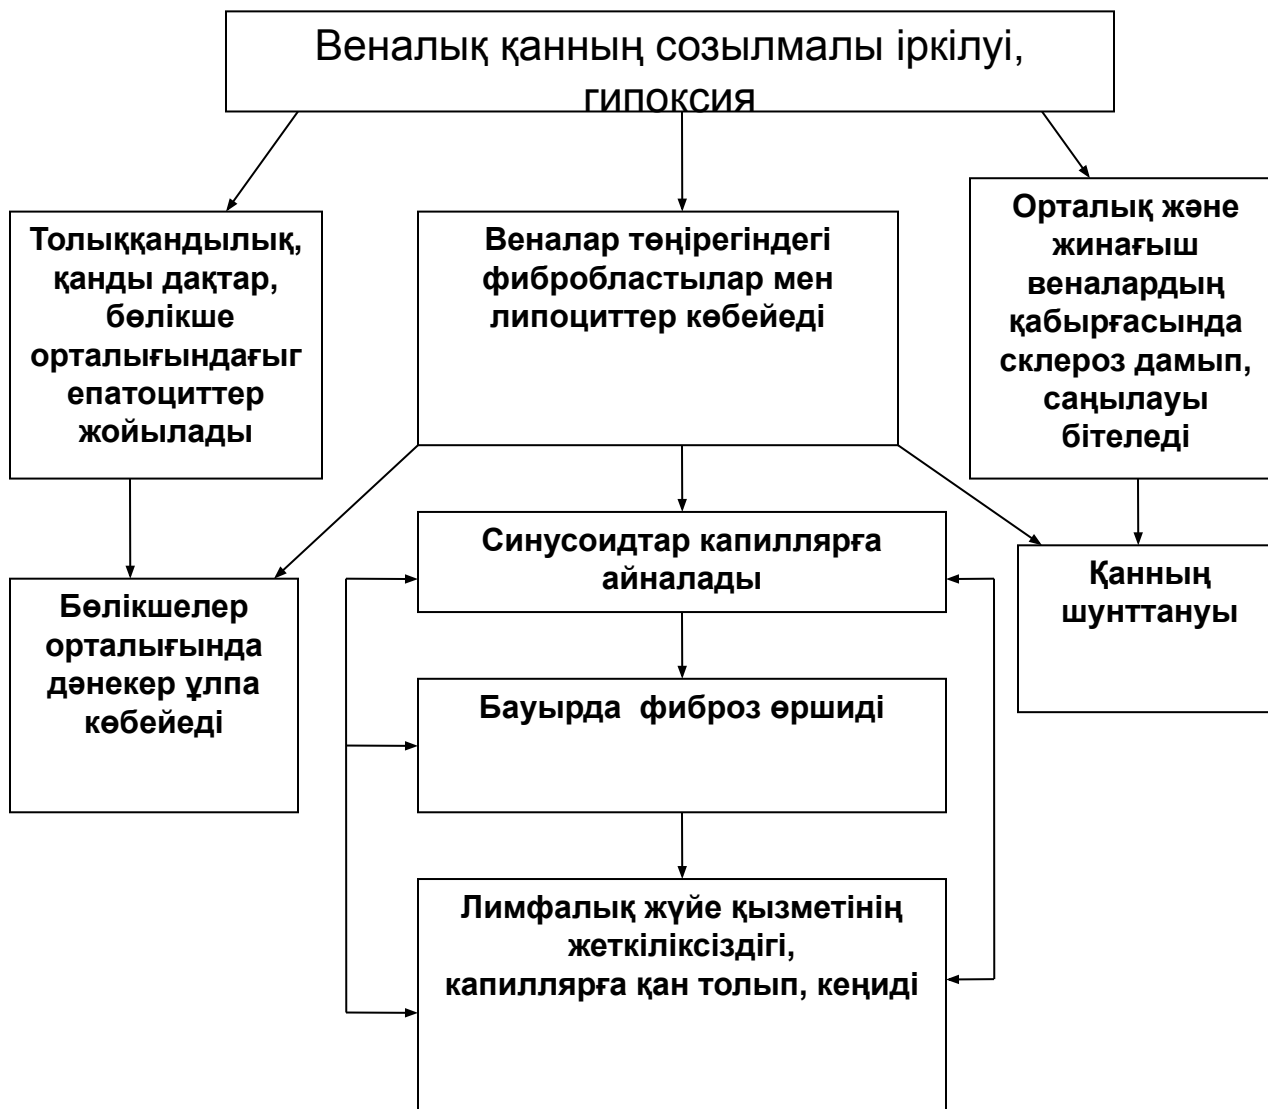 Веналық қанның созылмалы іркілуі,
гипоксия
Толыққандылық,
қанды дақтар,
бөлікше
орталығындағыг
епатоциттер
жойылады
Веналар төңірегіндегі
фибробластылар мен
липоциттер көбейеді
Орталық және
жинағыш
веналардың
қабырғасында
склероз дамып,
саңылауы
бітеледі
Синусоидтар капиллярға
айналады
Қанның
шунттануы
Бөлікшелер
орталығында
дәнекер ұлпа
көбейеді
Бауырда  фиброз өршиді
Лимфалық жүйе қызметінің
жеткіліксіздігі,
капиллярға қан толып, кеңиді